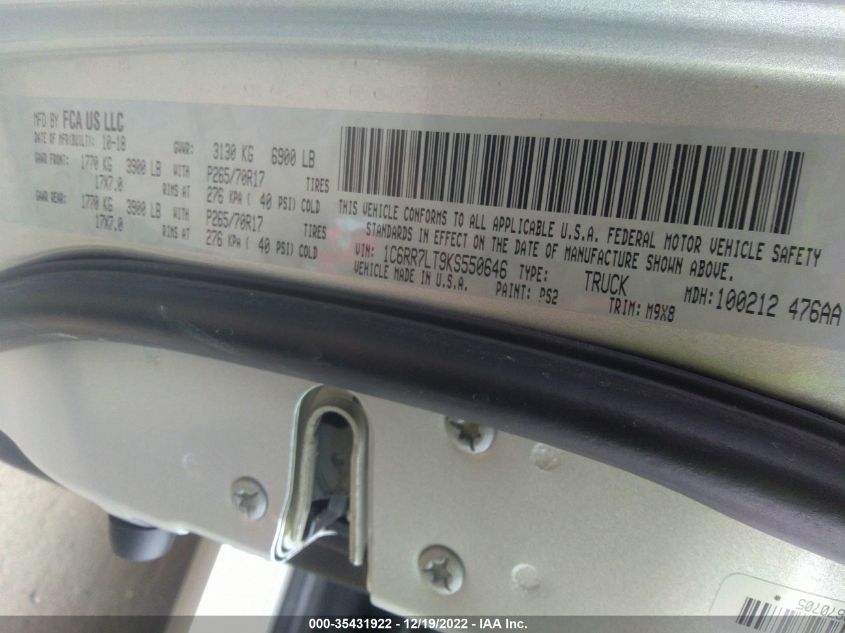 MFD BY FCA US LLC
DATE OF MFR(BUILT): 10-18 GVWR: 3130 KG 6900 LB
GAWR FRONT: 1770 KG 3900 LB WITH P265/70R17 TIRES
17X7.0 RIMS AT 276 KPA ( 40 PSI) COLD
GAWR REAR: 1770 KG 3900 LB WITH P265/70R17 TIRES
17X7.0 RIMS AT 276 KPA ( 40 PSI) COLD
THIS VEHICLE CONFORMS TO ALL APPLICABLE U.S.A. FEDERAL MOTOR VEHICLE SAFETY
STANDARDS IN EFFECT ON THE DATE OF MANUFACTURE SHOWN ABOVE.
VIN: 1C6RR7LT9KS550646 TYPE: TRUCK MDH:100212 476AA
VEHICLE MADE IN U.S.A. PAINT: PS2 TRIM: M9X8
000-35431922 - 12/19/2022 - IAA Inc.